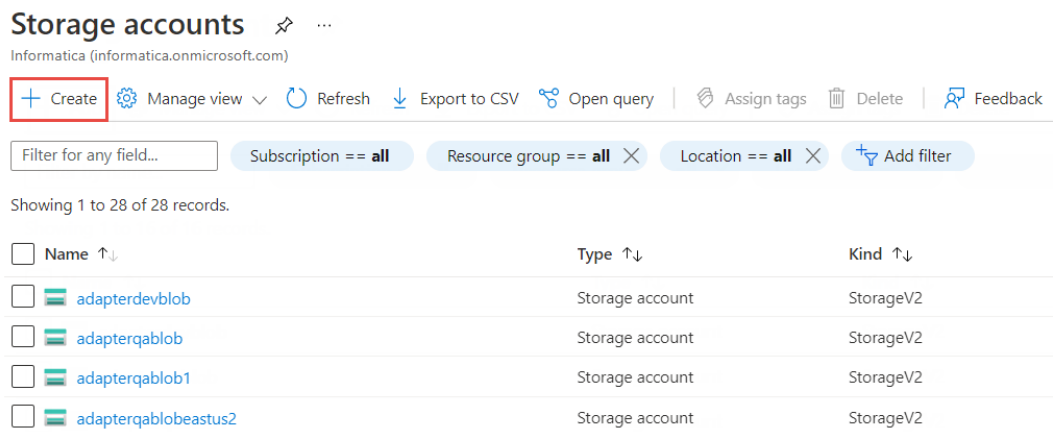 Storage accounts
Informatica (informatica.onmicrosoft.com)
Create Manage view Refresh Export to CSV Open query Assign tags Delete Feedback
Filter for any field... Subscription == all Resource group == all Location == all Add filter
Showing 1 to 28 of 28 records.
Name Type Kind
adapterdevblob Storage account StorageV2
adapterqablob Storage account StorageV2
adapterqablob1 Storage account StorageV2
adapterqablobeastus2 Storage account StorageV2